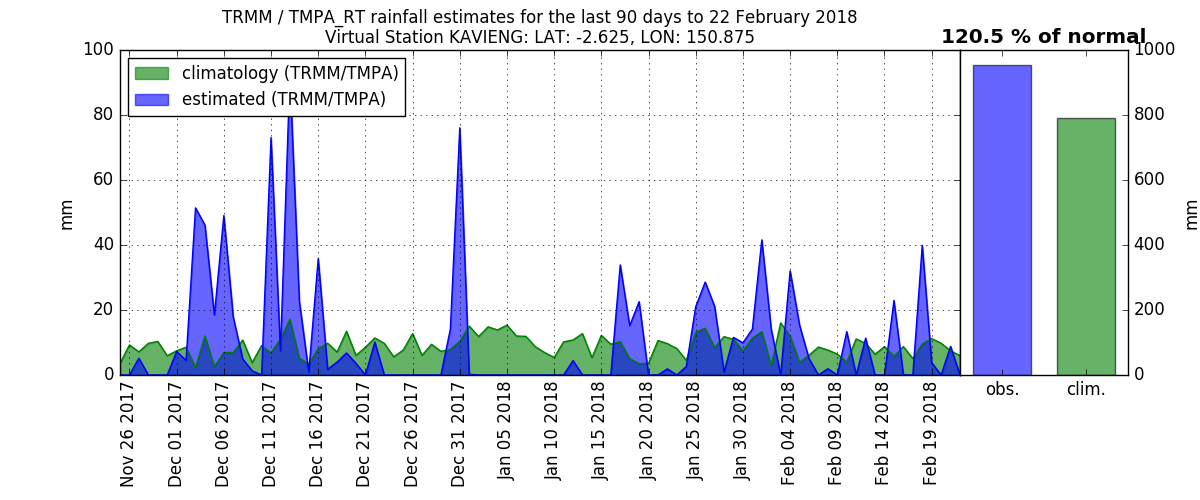 TRMM / TMPA_RT rainfall estimates for the last 90 days to 22 February 2018
Virtual Station KAVIENG: LAT: -2.625, LON: 150.875
120.5 % of normal
climatology (TRMM/TMPA)
estimated (TRMM/TMPA)
100
80
60
40
20
0
mm
1000
800
600
400
200
0
mm
Nov 26 2017
Dec 01 2017
Dec 06 2017
Dec 11 2017
Dec 16 2017
Dec 21 2017
Dec 26 2017
Dec 31 2017
Jan 05 2018
Jan 10 2018
Jan 15 2018
Jan 20 2018
Jan 25 2018
Jan 30 2018
Feb 04 2018
Feb 09 2018
Feb 14 2018
Feb 19 2018
obs.
clim.